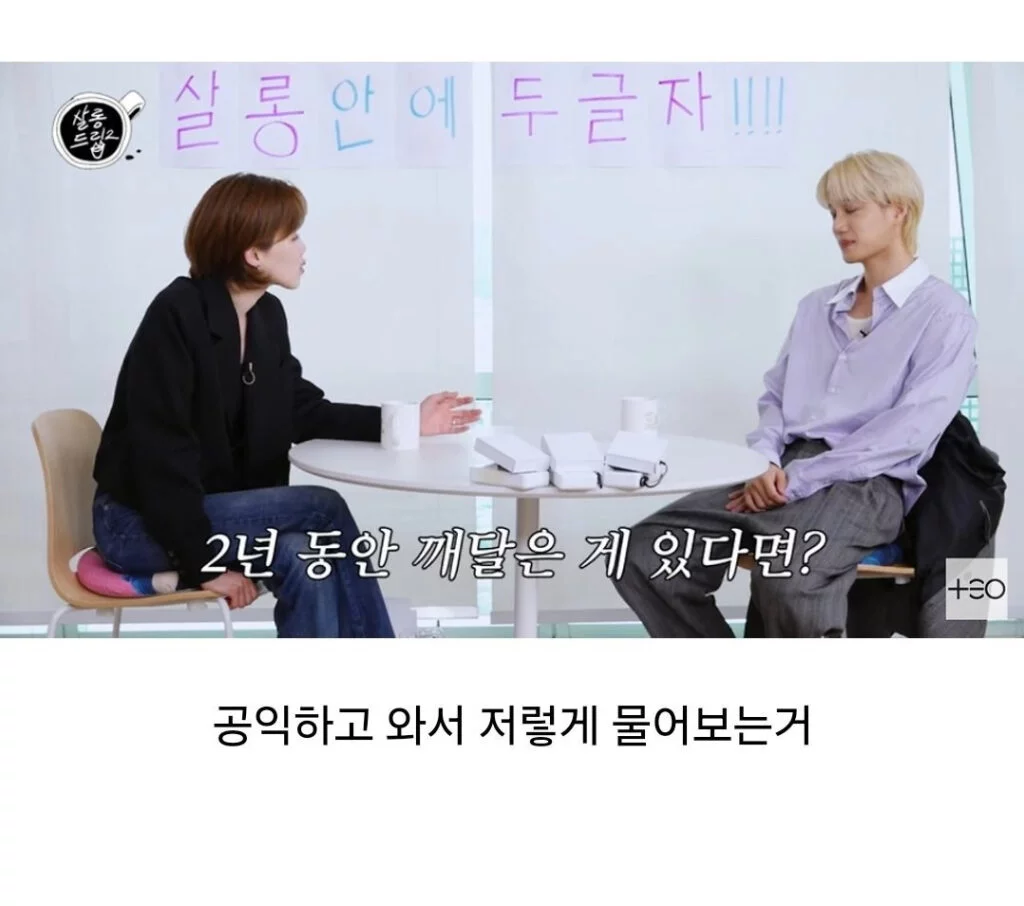 살롱안에 두글자!!!!
살롱
드립2
2년 동안 깨달은 게 있다면?
TEO
공익하고 와서 저렇게 물어보는거